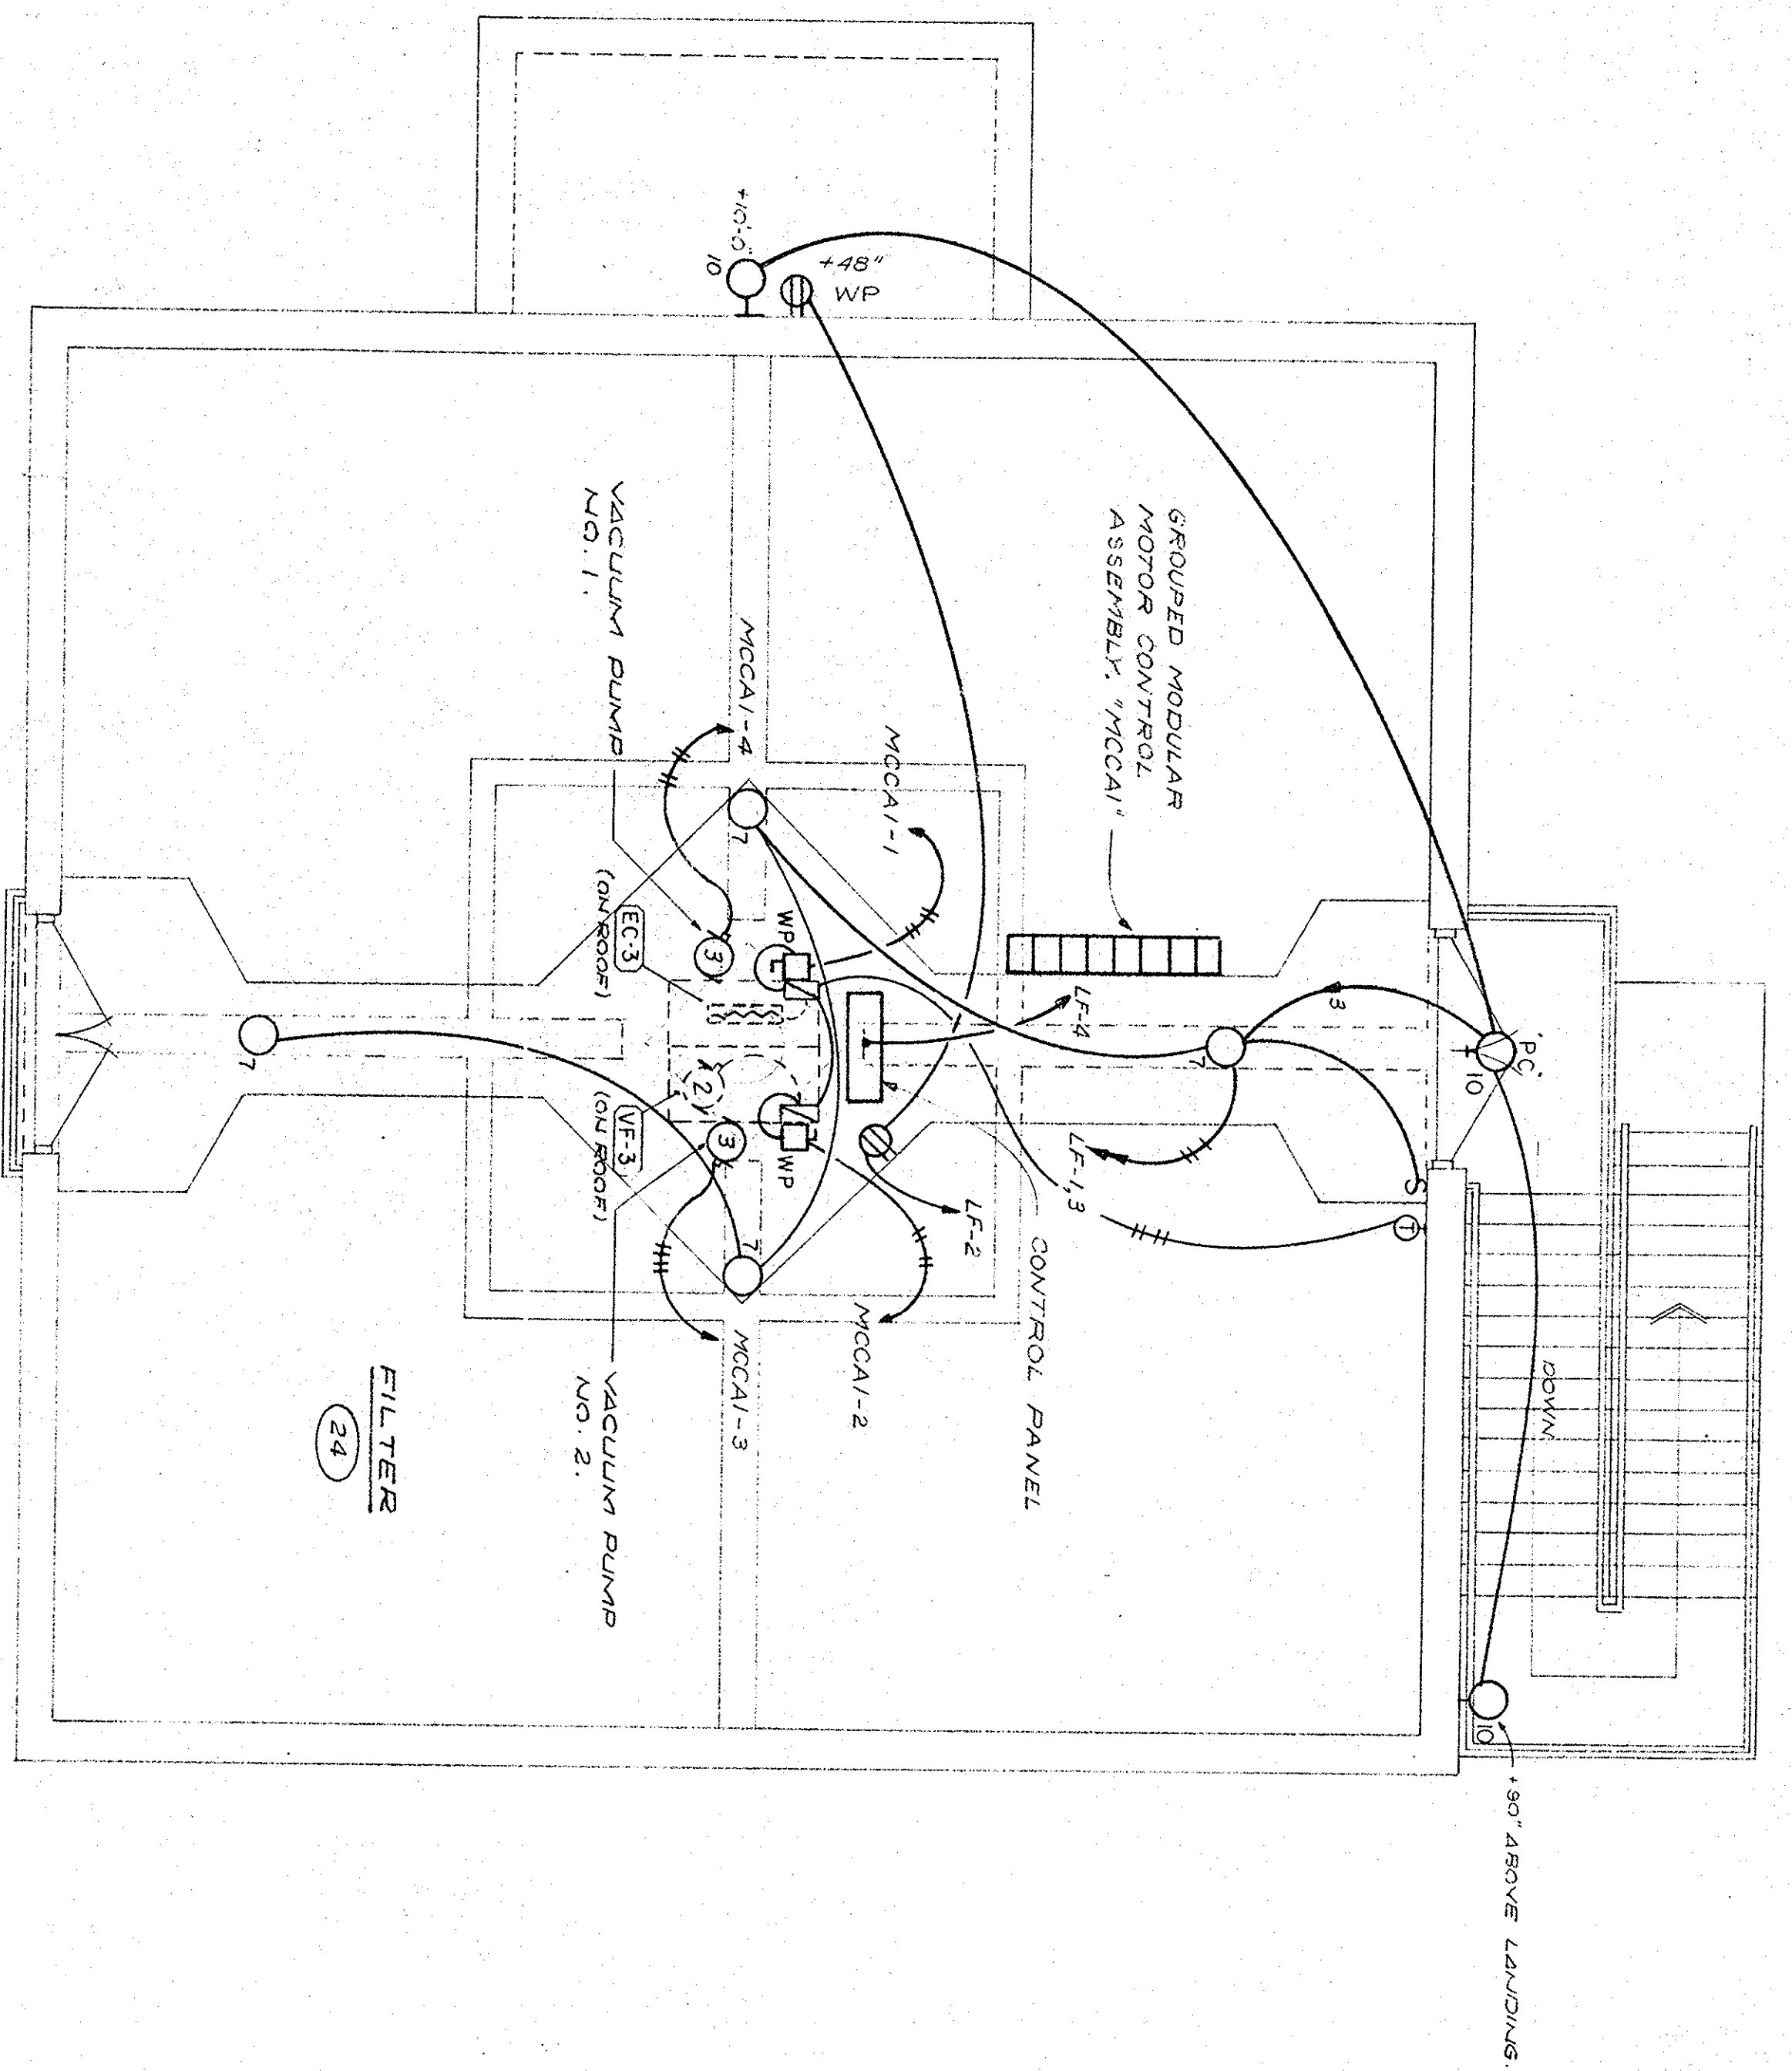 +90" ABOVE LANDING.
10
DOWN
"PC"
10
3
S
T
7
GROUPED MODULAR
MOTOR CONTROL
ASSEMBLY. "MCCA1"
LF-4
LF-1,3
CONTROL PANEL
LF-2
MCCA1-1
MCCA1-2
+48"
WP
+10'-0"
10
WP
WP
MCCA1-4
7
7
MCCA1-3
3
2
3
EC-3
(ON ROOF)
VF-3
(ON ROOF)
VACUUM PUMP
NO. 1.
VACUUM PUMP
NO. 2.
FILTER
24
7